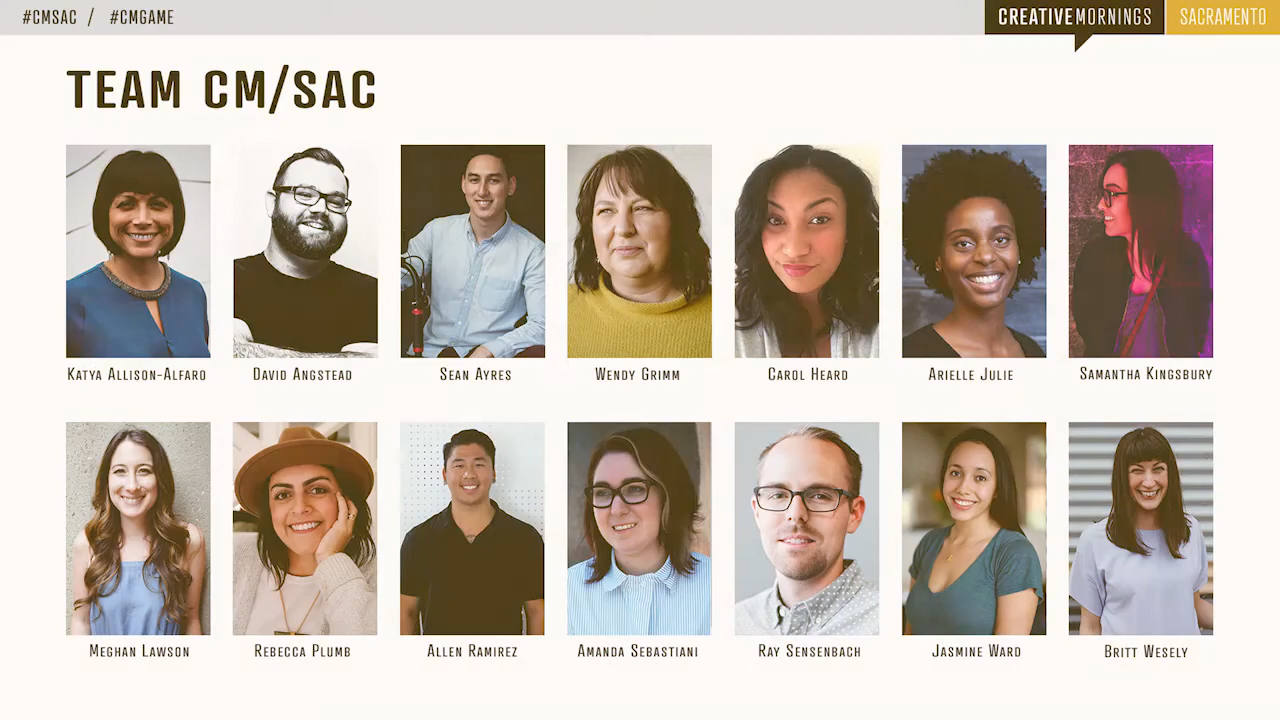 #CMSAC / #CMGAME
CREATIVEMORNINGS SACRAMENTO
TEAM CM/SAC
KATYA ALLISON-ALFARO
DAVID ANGSTEAD
SEAN AYRES
WENDY GRIMM
CAROL HEARD
ARIELLE JULIE
SAMANTHA KINGSBURY
MEGHAN LAWSON
REBECCA PLUMB
ALLEN RAMIREZ
AMANDA SEBASTIANI
RAY SENSENBACH
JASMINE WARD
BRITT WESELY